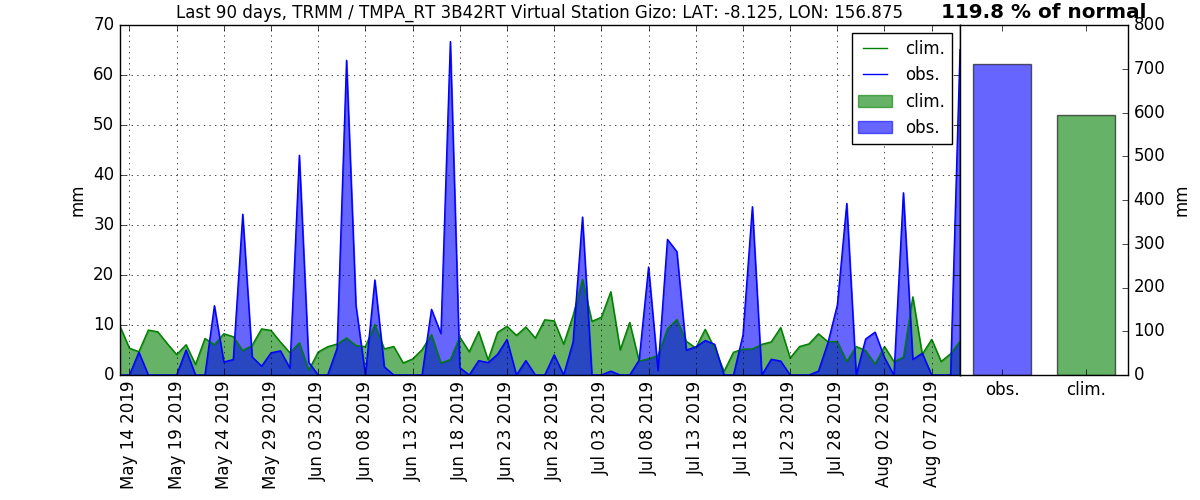 Last 90 days, TRMM / TMPA_RT 3B42RT Virtual Station Gizo: LAT: -8.125, LON: 156.875
119.8 % of normal
70
60
50
40
30
20
10
0
mm
clim.
obs.
clim.
obs.
800
700
600
500
400
300
200
100
0
mm
May 14 2019
May 19 2019
May 24 2019
May 29 2019
Jun 03 2019
Jun 08 2019
Jun 13 2019
Jun 18 2019
Jun 23 2019
Jun 28 2019
Jul 03 2019
Jul 08 2019
Jul 13 2019
Jul 18 2019
Jul 23 2019
Jul 28 2019
Aug 02 2019
Aug 07 2019
obs.
clim.